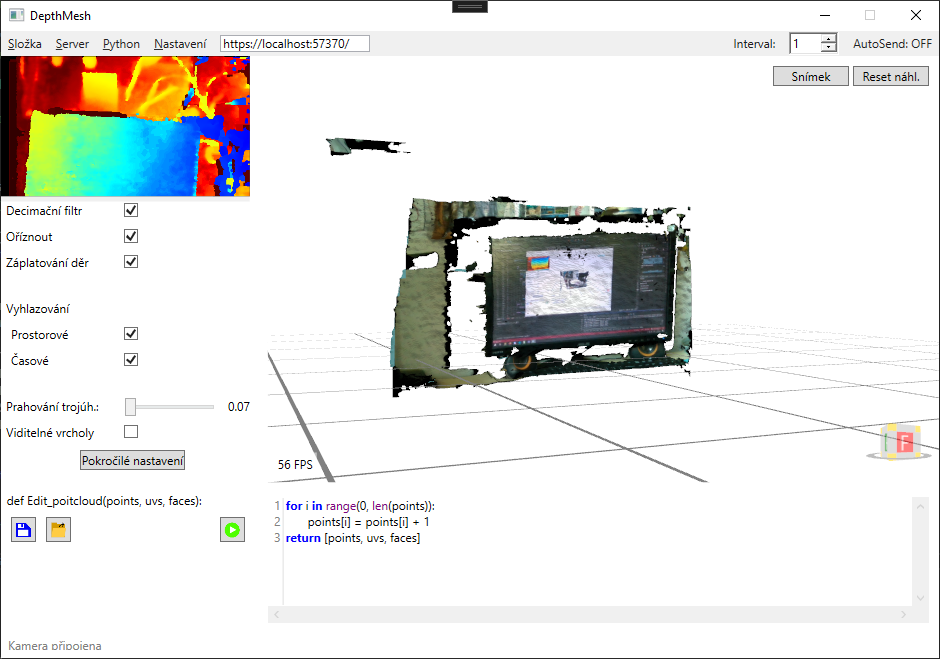 DepthMesh
Složka Server Python Nastavení https://localhost:57370/ Interval: 1 AutoSend: OFF
Snímek Reset náhl.
Decimační filtr
Oříznout
Záplatování děr
Vyhlazování
Prostorové
Časové
Prahování trojúh.: 0.07
Viditelné vrcholy
Pokročilé nastavení
56 FPS
F
def Edit_poitcloud(points, uvs, faces):
1 for i in range(0, len(points)):
2 points[i] = points[i] + 1
3 return [points, uvs, faces]
Kamera připojena